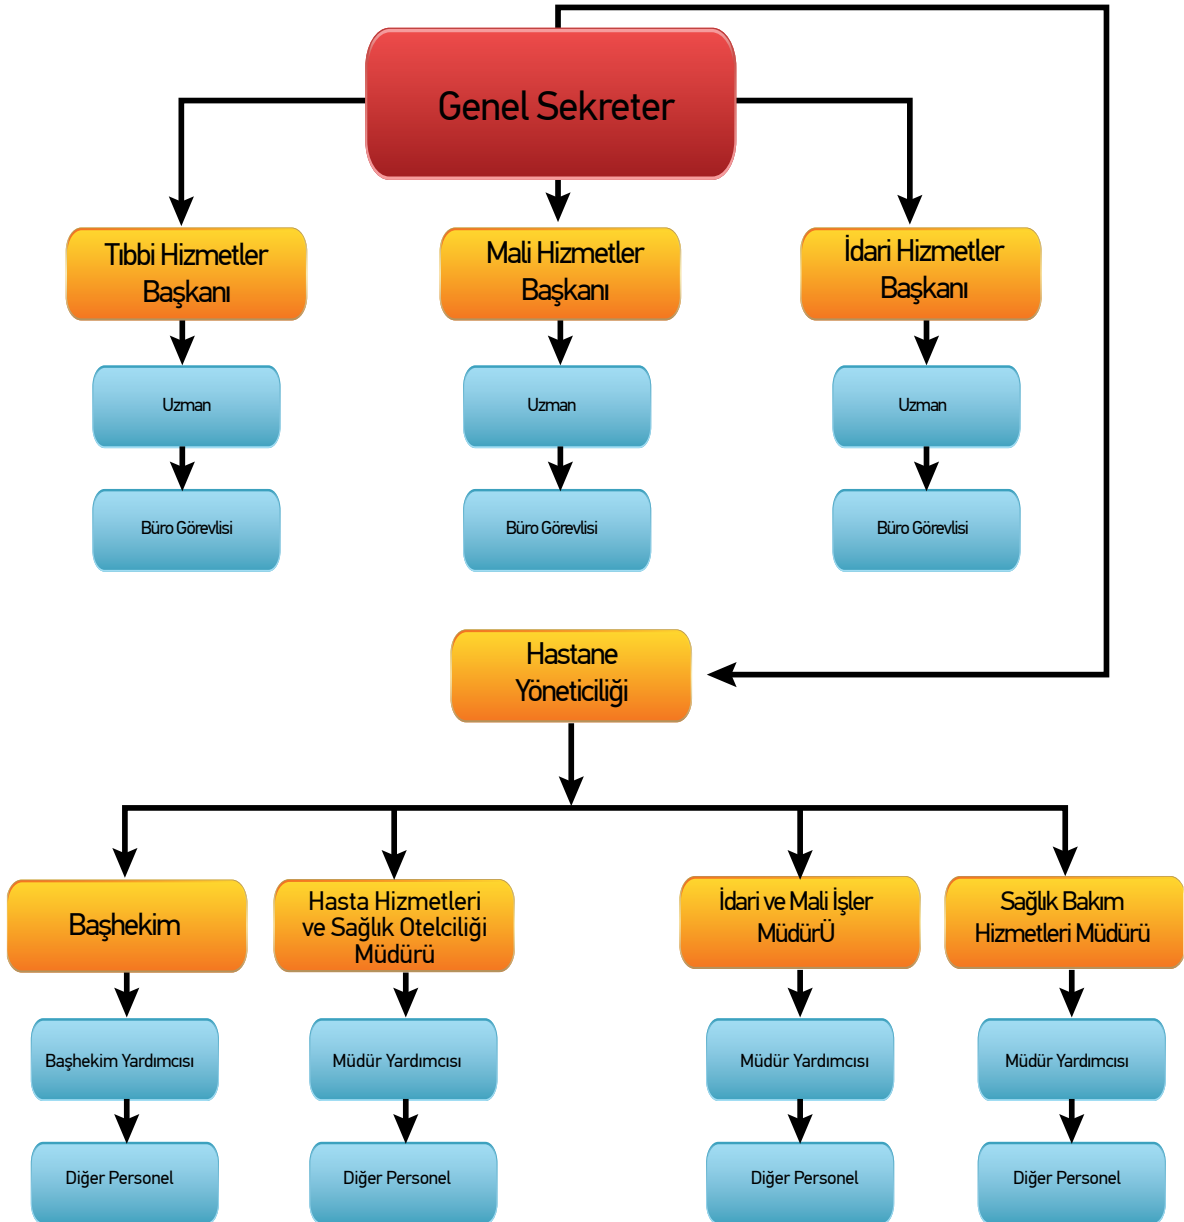 Genel Sekreter
Tıbbi Hizmetler
Başkanı
Mali Hizmetler
Başkanı
İdari Hizmetler
Başkanı
Uzman
Uzman
Uzman
Büro Görevlisi
Büro Görevlisi
Büro Görevlisi
Hastane
Yöneticiliği
Başhekim
Hasta Hizmetleri
ve Sağlık Otelciliği
Müdürü
İdari ve Mali İşler
MüdürÜ
Sağlık Bakım
Hizmetleri Müdürü
Başhekim Yardımcısı
Müdür Yardımcısı
Müdür Yardımcısı
Müdür Yardımcısı
Diğer Personel
Diğer Personel
Diğer Personel
Diğer Personel